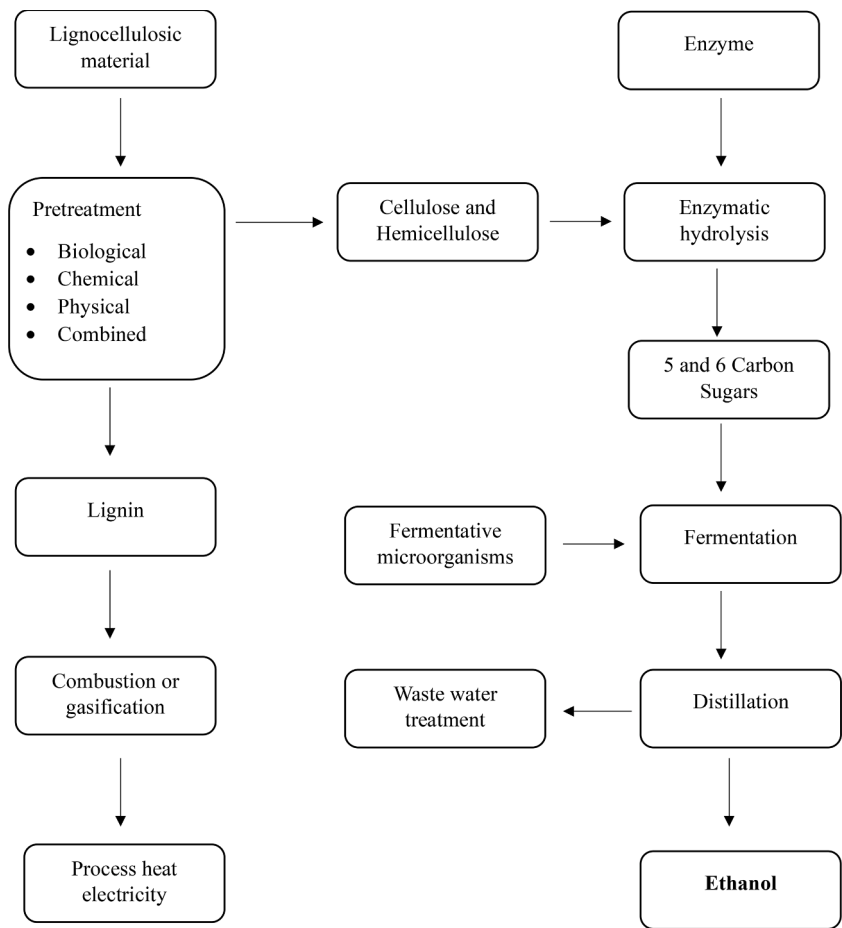 Lignocellulosic
material
Enzyme
Pretreatment
• Biological
• Chemical
• Physical
• Combined
Cellulose and
Hemicellulose
Enzymatic
hydrolysis
5 and 6 Carbon
Sugars
Lignin
Fermentative
microorganisms
Fermentation
Combustion or
gasification
Waste water
treatment
Distillation
Process heat
electricity
Ethanol